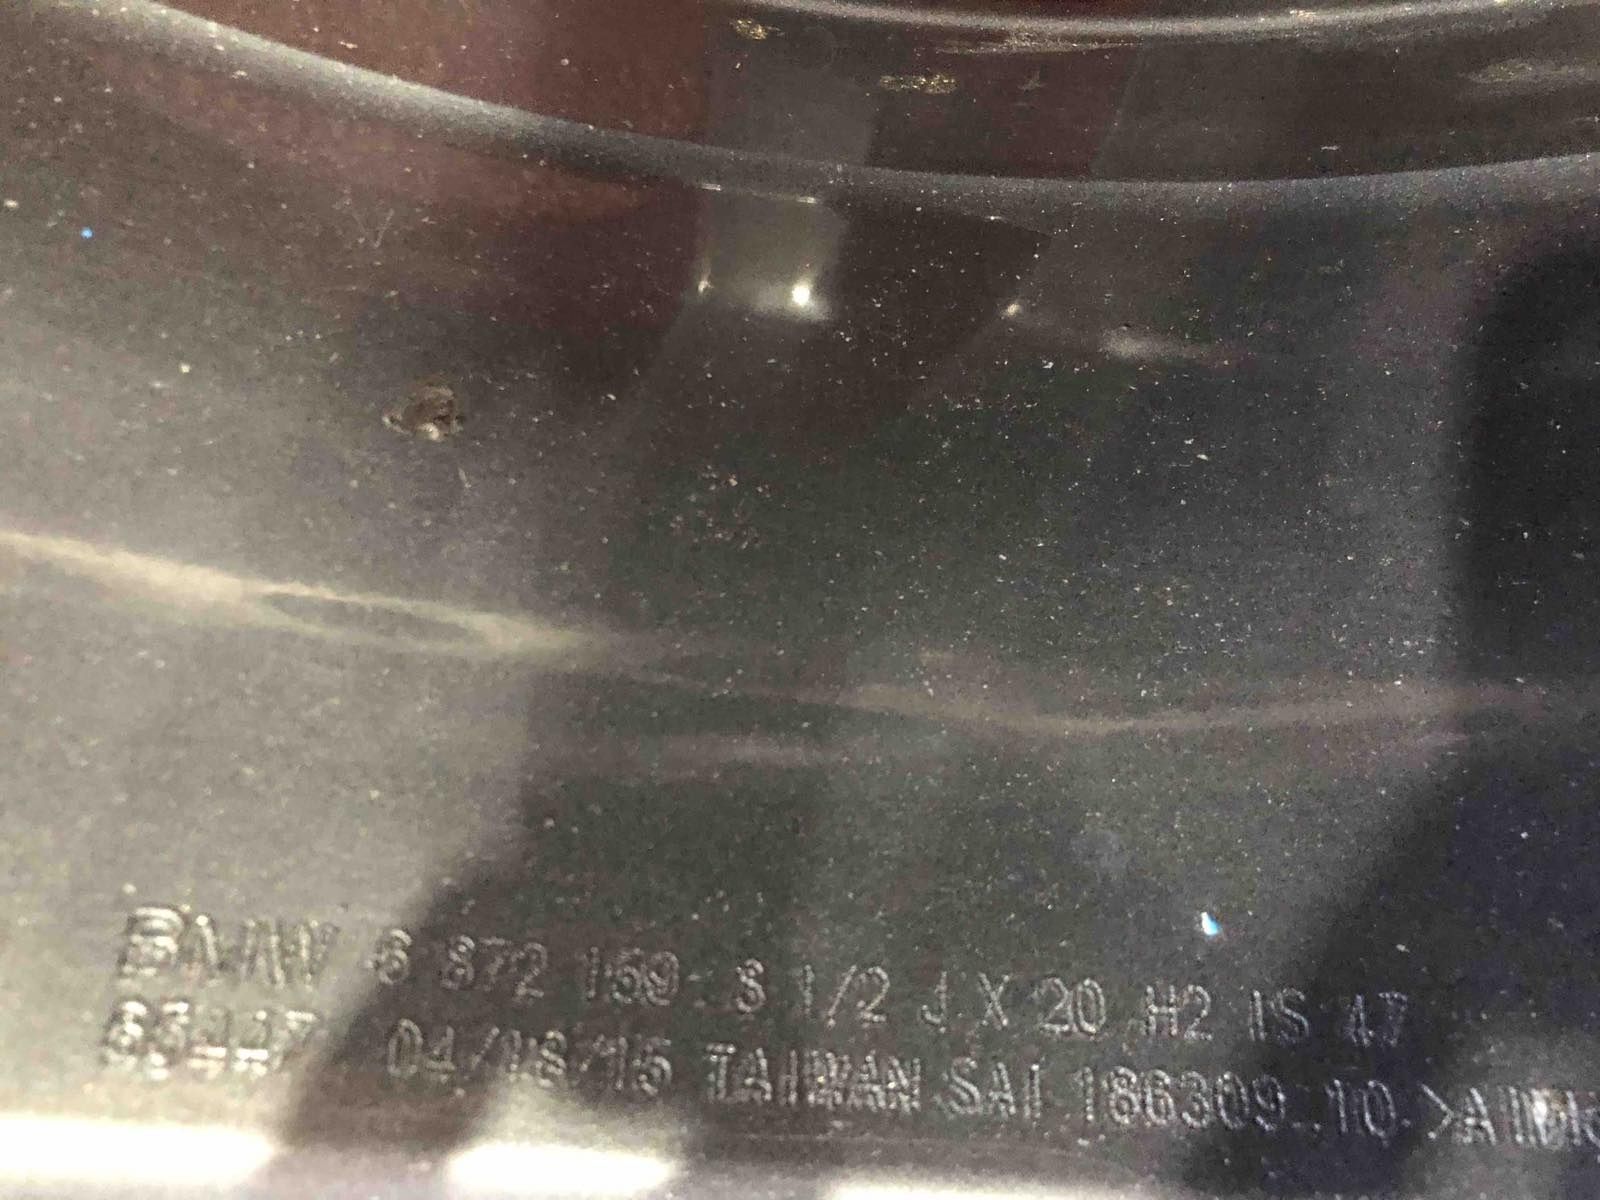 BMW 6 872 159 8 1/2 J X 20 H2 IS 47
04/18/15 TAIWAN SAI 186309 10